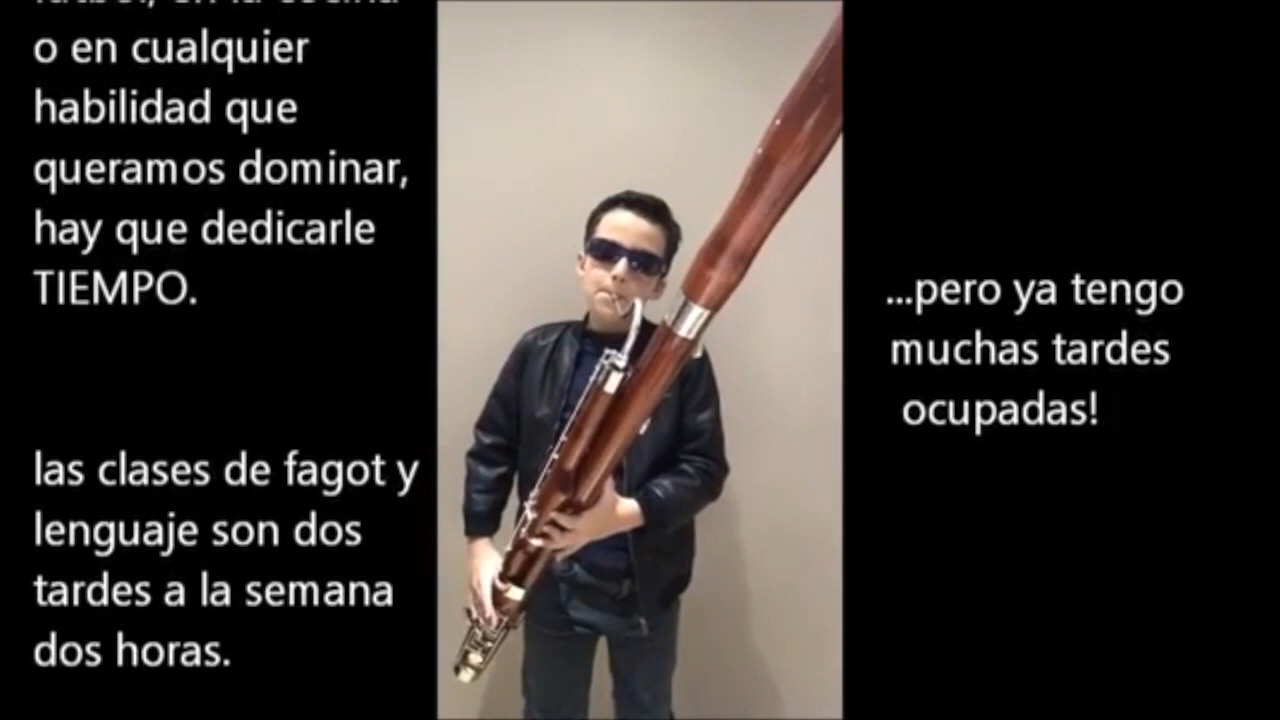 o en cualquier
habilidad que
queramos dominar,
hay que dedicarle
TIEMPO.
las clases de fagot y
lenguaje son dos
tardes a la semana
dos horas.
...pero ya tengo
muchas tardes
ocupadas!